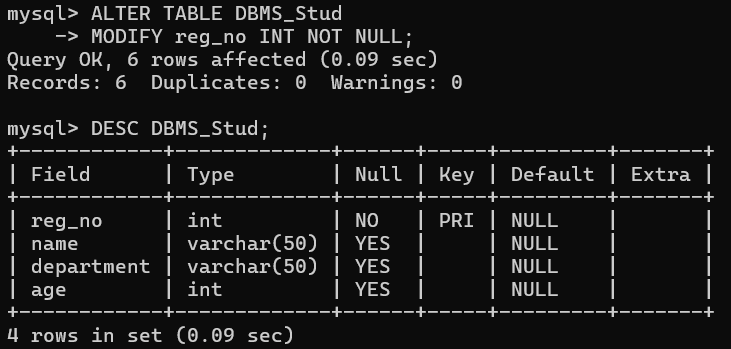 mysql> ALTER TABLE DBMS_Stud
    -> MODIFY reg_no INT NOT NULL;
Query OK, 6 rows affected (0.09 sec)
Records: 6  Duplicates: 0  Warnings: 0

mysql> DESC DBMS_Stud;
+------------+-------------+------+-----+---------+-------+
| Field      | Type        | Null | Key | Default | Extra |
+------------+-------------+------+-----+---------+-------+
| reg_no     | int         | NO   | PRI | NULL    |       |
| name       | varchar(50) | YES  |     | NULL    |       |
| department | varchar(50) | YES  |     | NULL    |       |
| age        | int         | YES  |     | NULL    |       |
+------------+-------------+------+-----+---------+-------+
4 rows in set (0.09 sec)